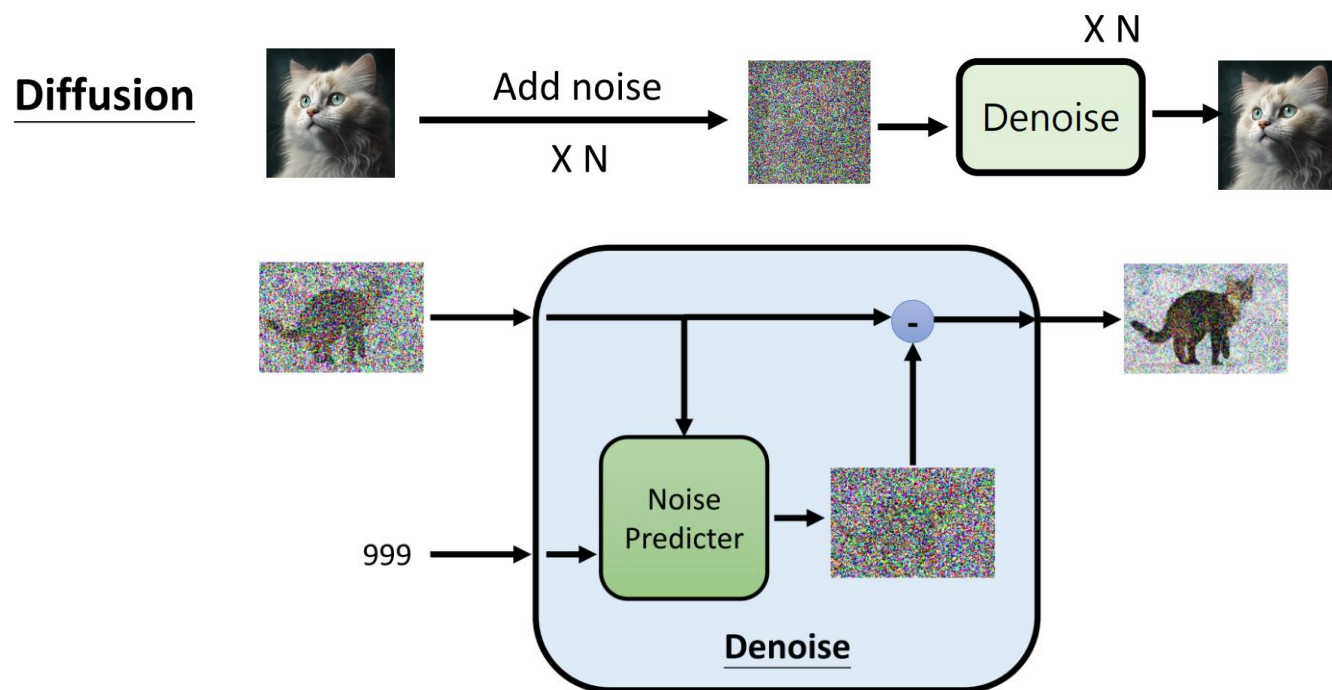 Diffusion
Add noise
X N
X N
Denoise
-
999
Noise
Predicter
Denoise